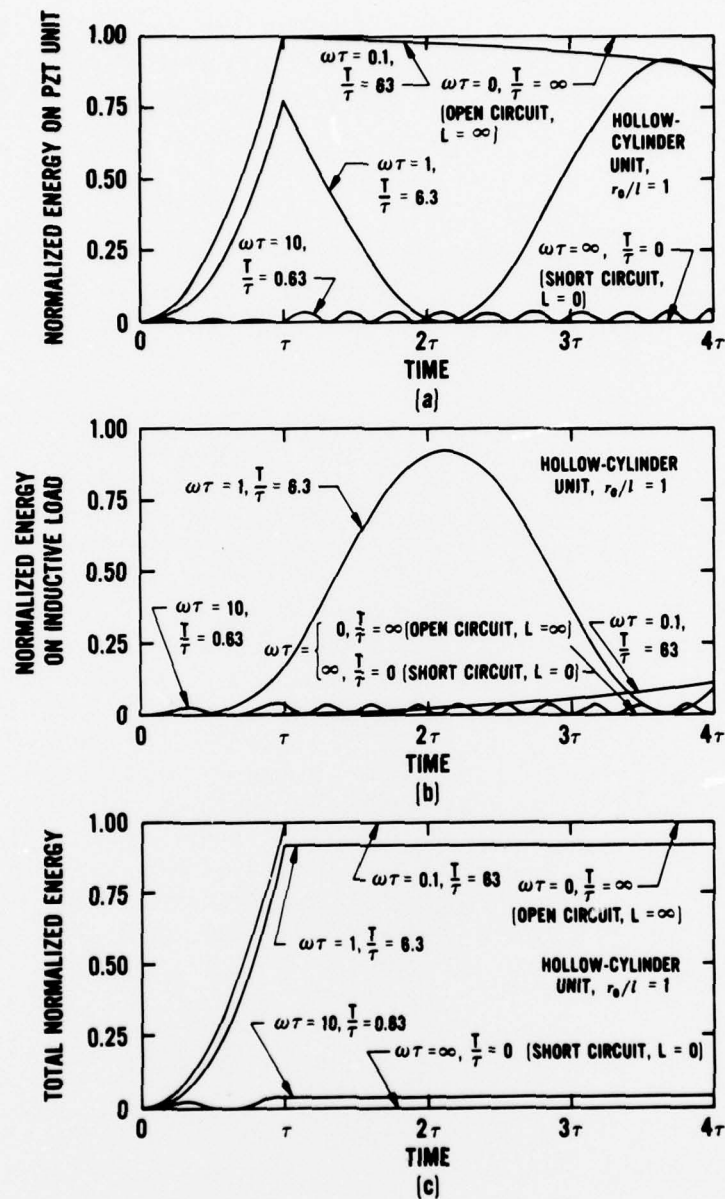 NORMALIZED ENERGY ON PZT UNIT
1.00
0.75
0.50
0.25
0
ωτ = 0.1,
T/τ = 63
ωτ = 0, T/τ = ∞
(OPEN CIRCUIT,
L = ∞)
HOLLOW-
CYLINDER
UNIT,
r₀/l = 1
ωτ = 1,
T/τ = 6.3
ωτ = 10,
T/τ = 0.63
ωτ = ∞, T/τ = 0
(SHORT CIRCUIT,
L = 0)
0 τ 2τ 3τ 4τ
TIME
(a)
NORMALIZED ENERGY
ON INDUCTIVE LOAD
1.00
0.75
0.50
0.25
0
HOLLOW-CYLINDER
UNIT, r₀/l = 1
ωτ = 1, T/τ = 6.3
ωτ = 10,
T/τ = 0.63
ωτ = { 0, T/τ = ∞ (OPEN CIRCUIT, L = ∞)
∞, T/τ = 0 (SHORT CIRCUIT, L = 0)
ωτ = 0.1,
T/τ = 63
0 τ 2τ 3τ 4τ
TIME
(b)
TOTAL NORMALIZED ENERGY
1.00
0.75
0.50
0.25
0
ωτ = 0.1, T/τ = 63
ωτ = 0, T/τ = ∞
(OPEN CIRCUIT, L = ∞)
ωτ = 1, T/τ = 6.3
HOLLOW-CYLINDER
UNIT, r₀/l = 1
ωτ = 10, T/τ = 0.63
ωτ = ∞, T/τ = 0 (SHORT CIRCUIT, L = 0)
0 τ 2τ 3τ 4τ
TIME
(c)